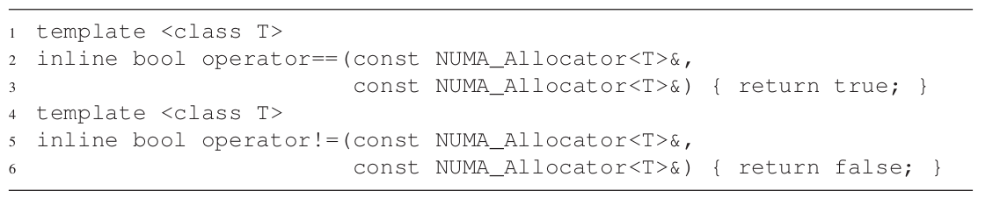 1 template <class T>
2 inline bool operator==(const NUMA_Allocator<T>&,
3                        const NUMA_Allocator<T>&) { return true; }
4 template <class T>
5 inline bool operator!=(const NUMA_Allocator<T>&,
6                        const NUMA_Allocator<T>&) { return false; }